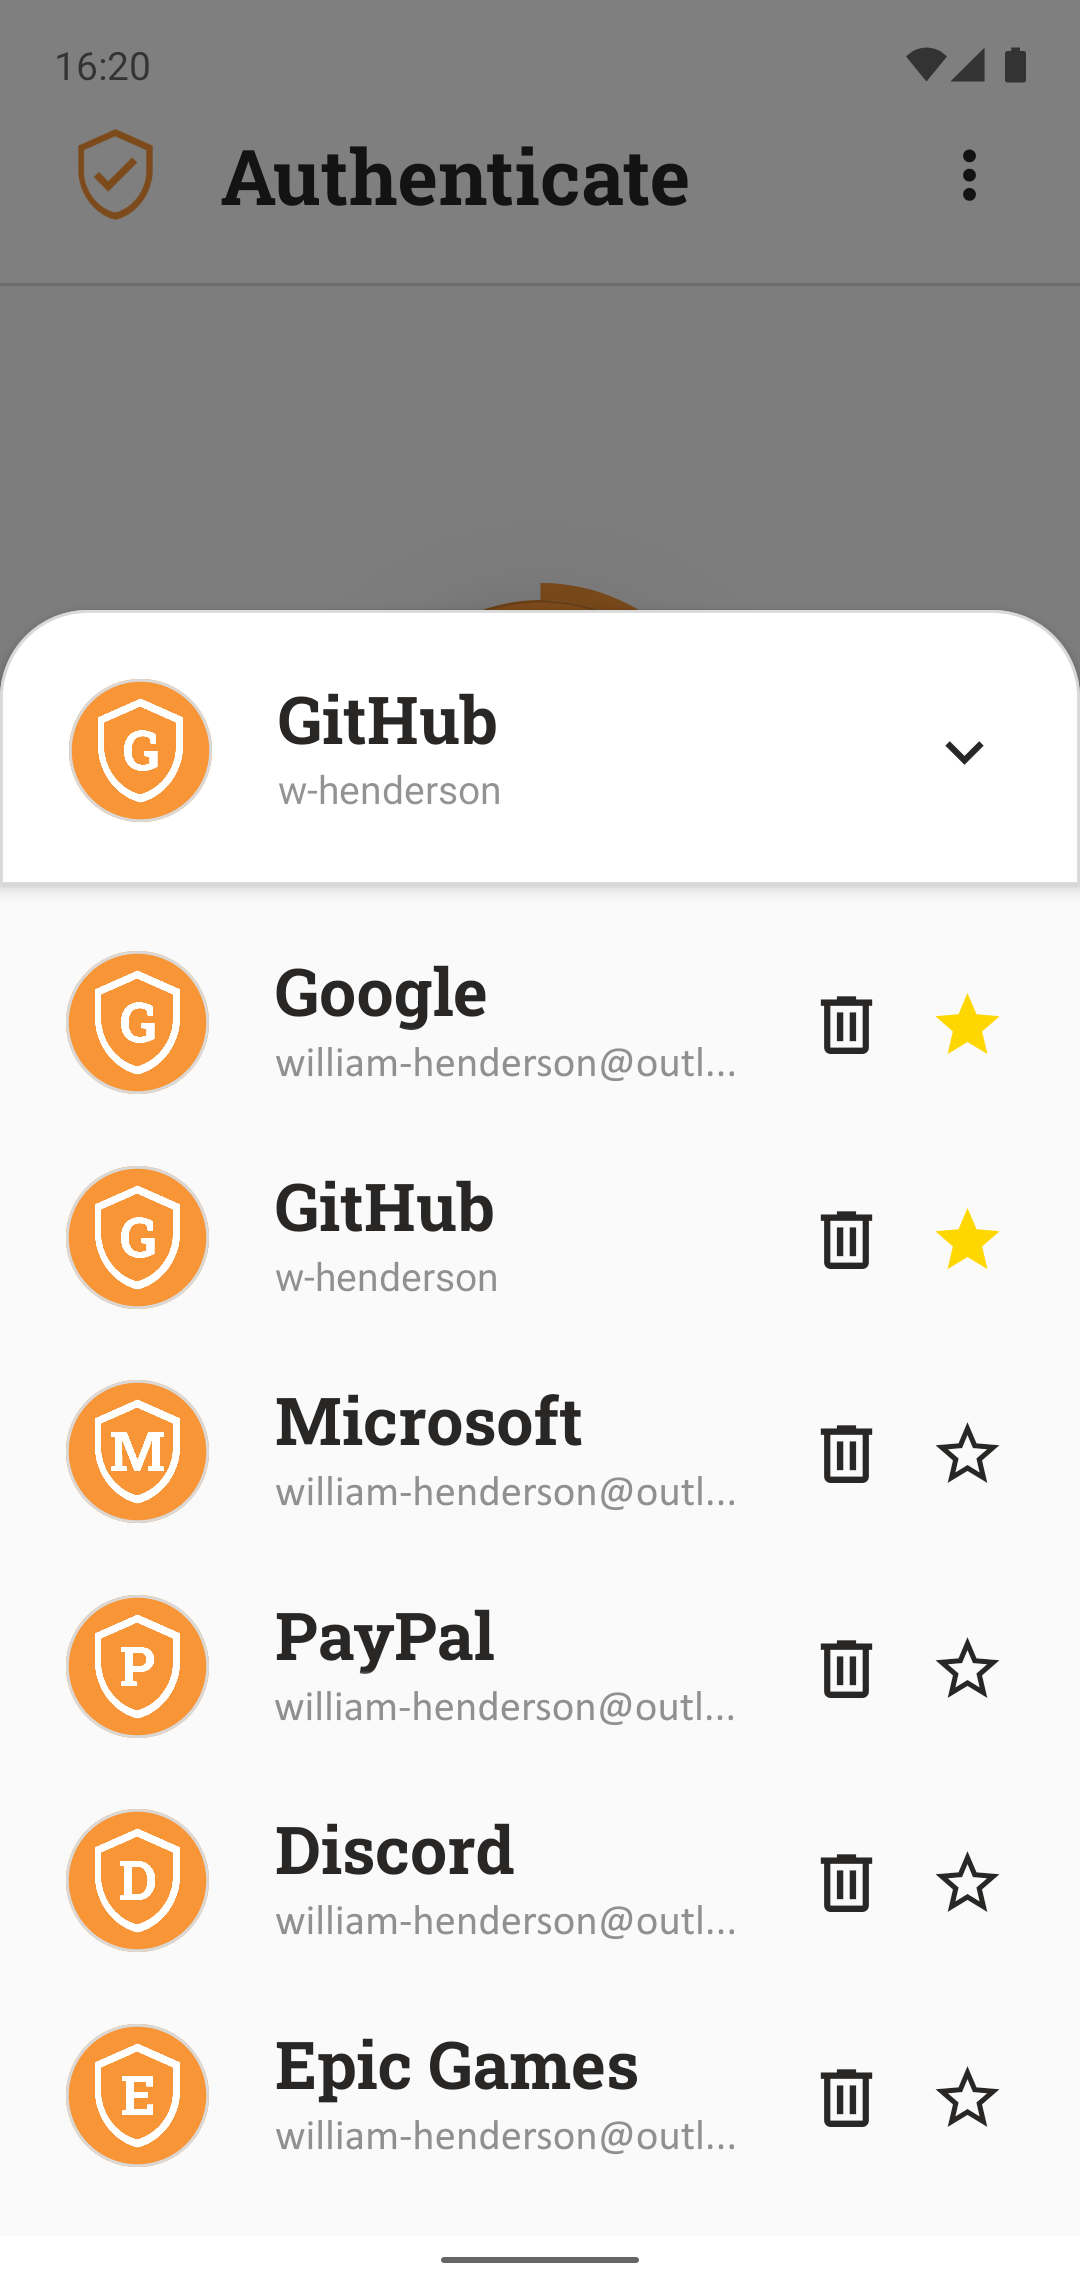 16:20
Authenticate
G
GitHub
w-henderson
G
Google
william-henderson@outl...
G
GitHub
w-henderson
M
Microsoft
william-henderson@outl...
P
PayPal
william-henderson@outl...
D
Discord
william-henderson@outl...
E
Epic Games
william-henderson@outl...